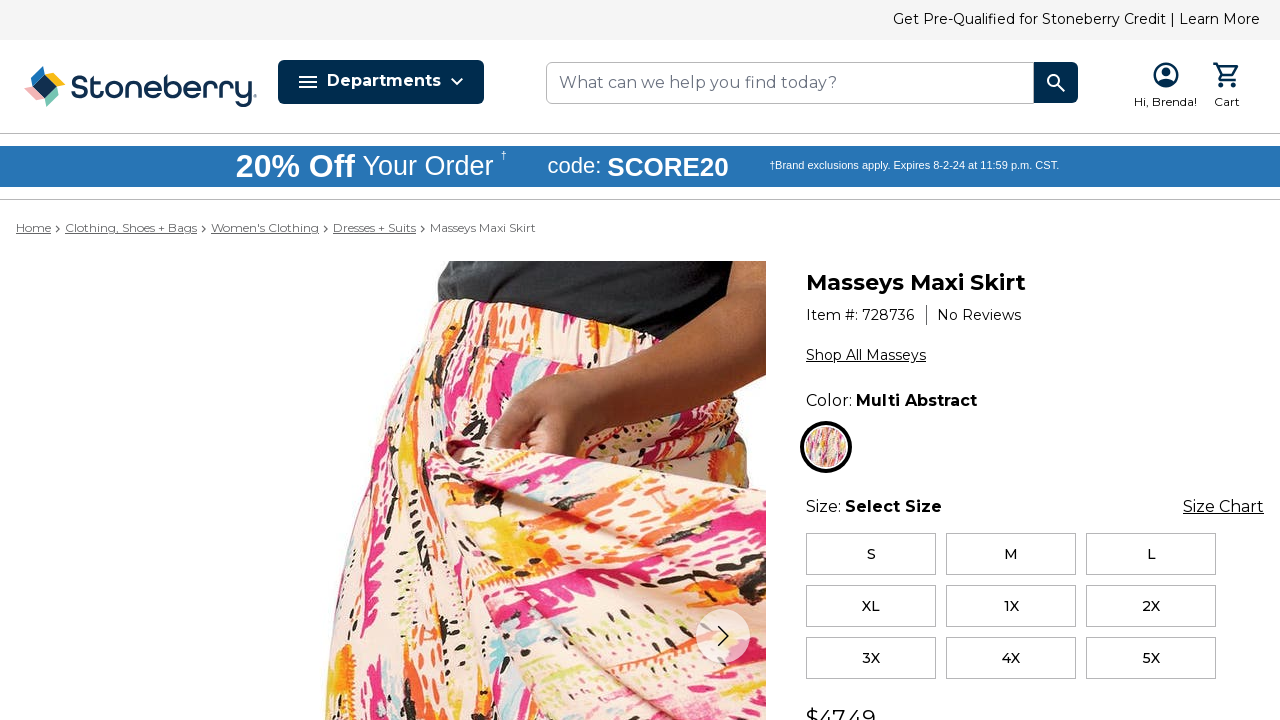 Get Pre-Qualified for Stoneberry Credit | Learn More
Stoneberry®
Departments
What can we help you find today?
Hi, Brenda!
Cart
20% Off Your Order † code: SCORE20 †Brand exclusions apply. Expires 8-2-24 at 11:59 p.m. CST.
Home > Clothing, Shoes + Bags > Women's Clothing > Dresses + Suits > Masseys Maxi Skirt
Masseys Maxi Skirt
Item #: 728736 | No Reviews
Shop All Masseys
Color: Multi Abstract
Size: Select Size
Size Chart
S M L
XL 1X 2X
3X 4X 5X
$47.49